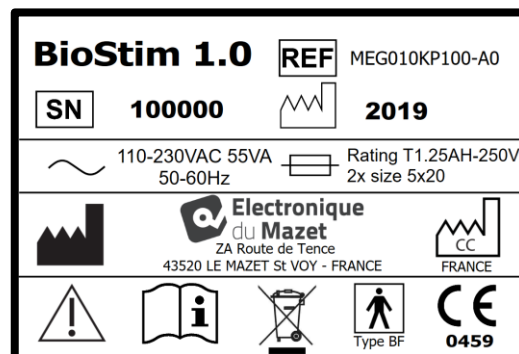 BioStim 1.0 REF MEG010KP100-A0
SN 100000 2019
110-230VAC 55VA Rating T1.25AH-250V
50-60Hz 2x size 5x20
Electronique
du Mazet
ZA Route de Tence
43520 LE MAZET St VOY - FRANCE
CC
FRANCE
i
Type BF
CE
0459